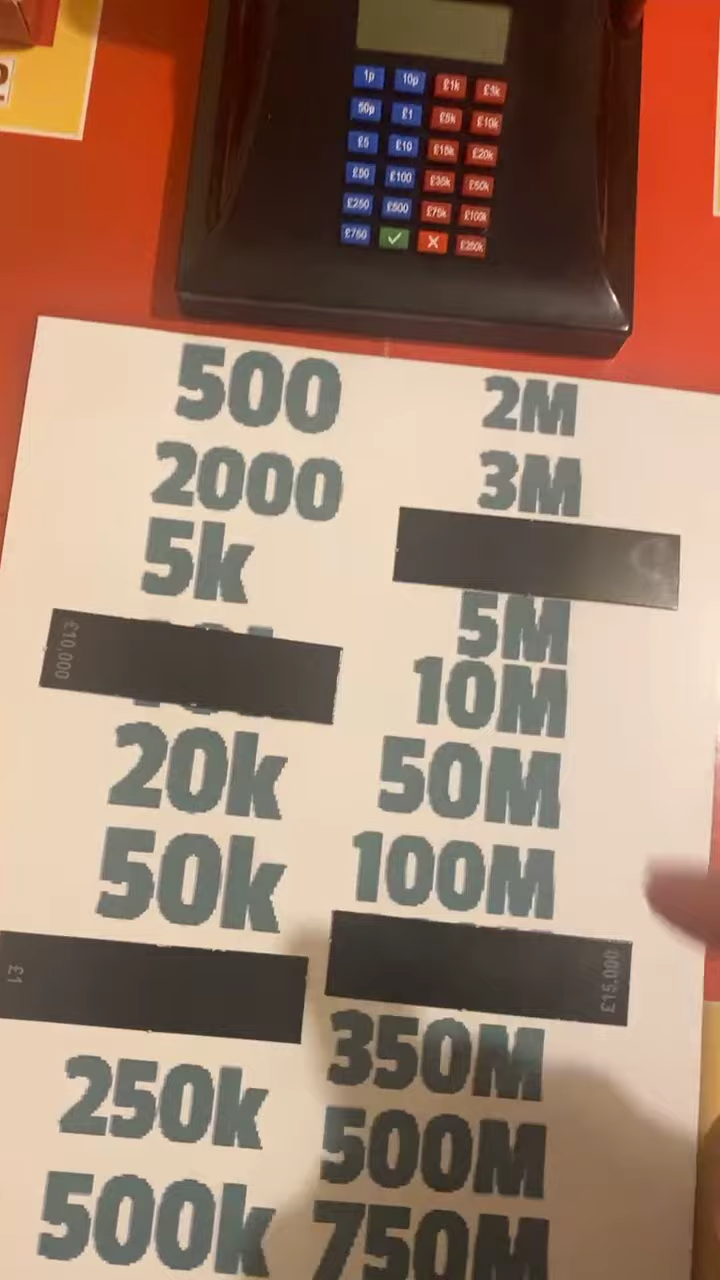 1p 10p £1k £3k
50p £1 £5k £10k
£5 £10 £15k £20k
£50 £100 £35k £50k
£250 £500 £75k £100k
£750 £250k
500 2M
2000 3M
5k
5M
£10,000
10M
20k 50M
50k 100M
£1 £15,000
350M
250k 500M
500k 750M